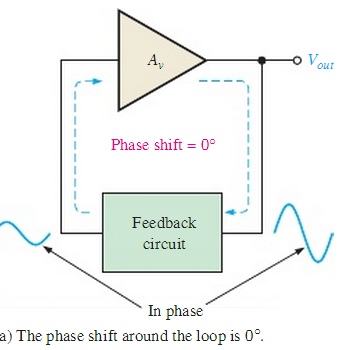 A_v
V_out
Phase shift = 0°
Feedback
circuit
In phase
a) The phase shift around the loop is 0°.